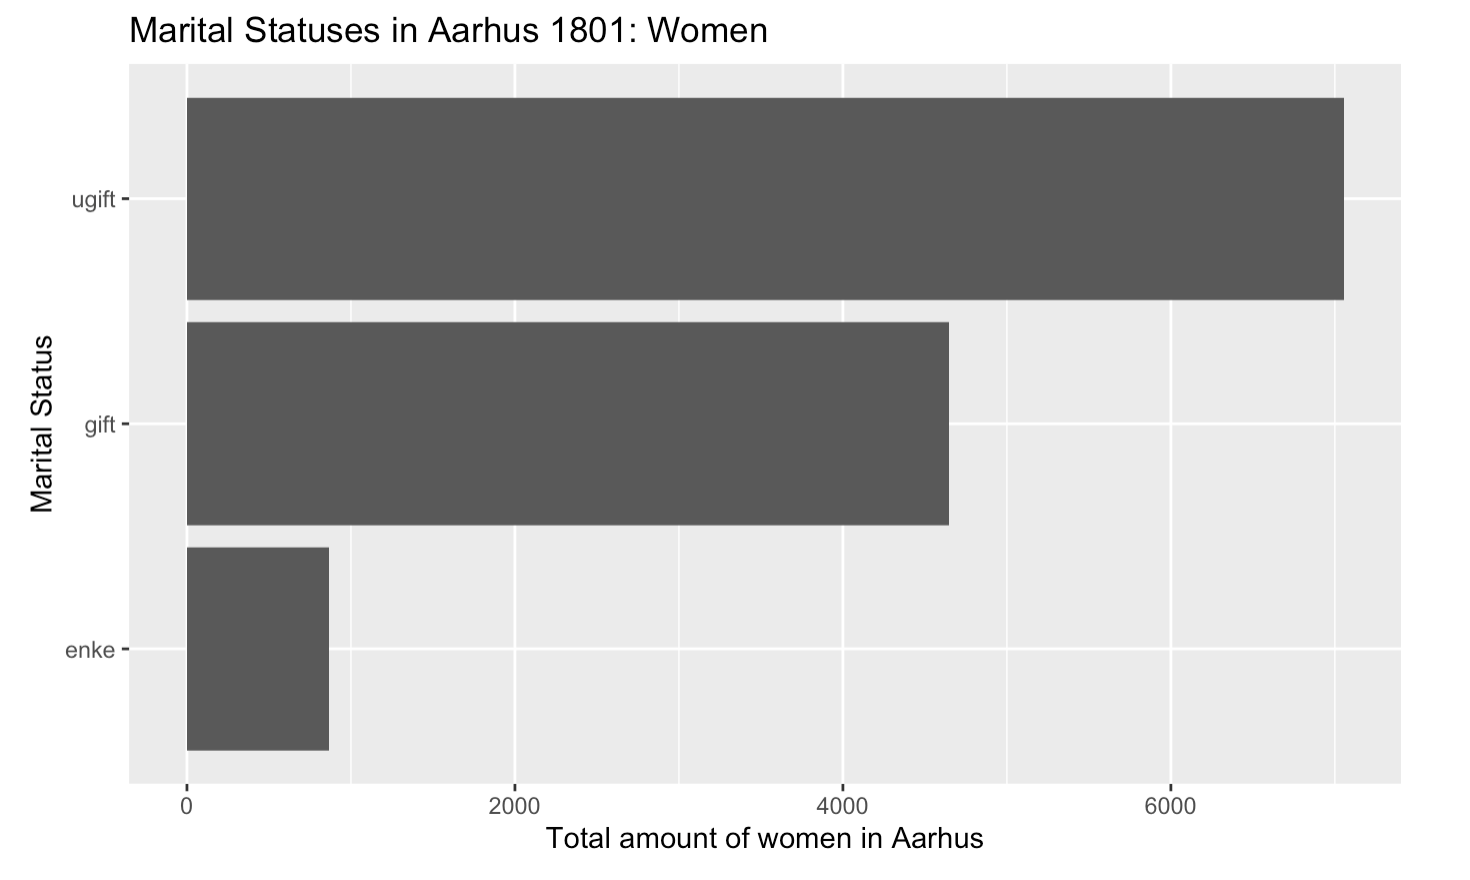 Marital Statuses in Aarhus 1801: Women
Marital Status
ugift
gift
enke
0 2000 4000 6000
Total amount of women in Aarhus